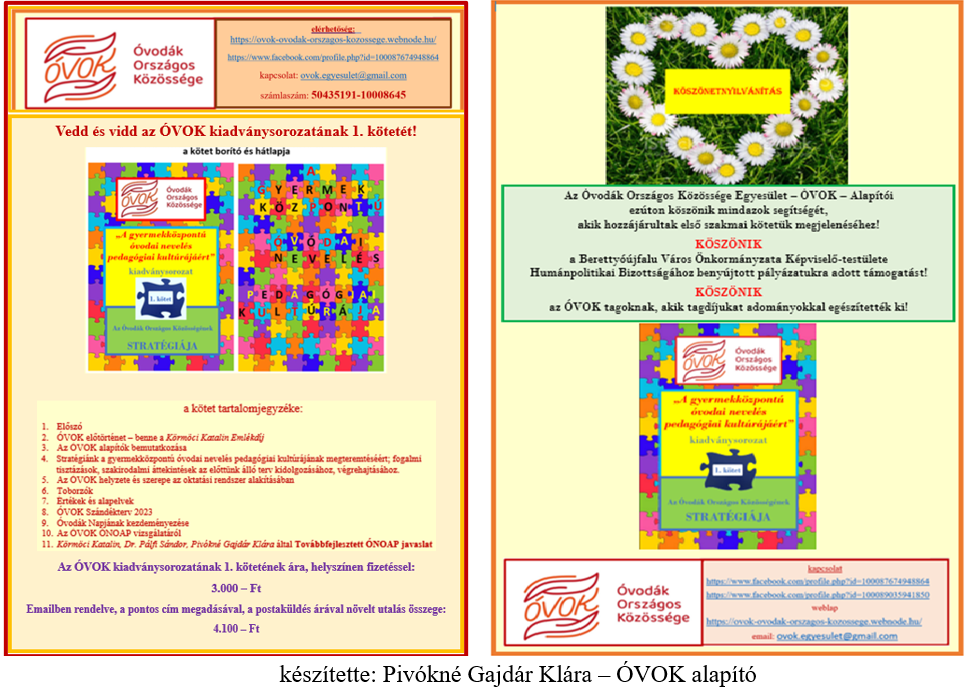 ÓVOK
Óvodák
Országos
Közössége
elérhetőség:
https://ovok-ovodak-orszagos-kozossege.webnode.hu/
https://www.facebook.com/profile.php?id=100087674948864
kapcsolat: ovok.egyesulet@gmail.com
számlaszám: 50435191-10008645
Vedd és vidd az ÓVOK kiadványsorozatának 1. kötetét!
a kötet borító és hátlapja
ÓVOK
Óvodák
Országos
Közössége
„A gyermekközpontú
óvodai nevelés
pedagógiai kultúrájáért”
kiadványsorozat
1. kötet
Az Óvodák Országos Közösségének
STRATÉGIÁJA
A
GYERMEK
KÖZPONTÚ
ÓVODAI
NEVELÉS
PEDAGÓGIAI
KULTÚRÁJA
a kötet tartalomjegyzéke:
1. Előszó
2. ÓVOK előtörténet – benne a Körmöci Katalin Emlékdíj
3. Az ÓVOK alapítók bemutatkozása
4. Stratégiánk a gyermekközpontú óvodai nevelés pedagógiai kultúrájának megteremtéséért; fogalmi
tisztázások, szakirodalmi áttekintések az előttünk álló terv kidolgozásához, végrehajtásához.
5. Az ÓVOK helyzete és szerepe az oktatási rendszer alakításában
6. Toborzók
7. Értékek és alapelvek
8. ÓVOK Szándékterv 2023
9. Óvodák Napjának kezdeményezése
10. Az ÓVOK ÓNOAP vizsgálatáról
11. Körmöci Katalin, Dr. Pálfi Sándor, Pivókné Gajdár Klára által Továbbfejlesztett ÓNOAP javaslat
Az ÓVOK kiadványsorozatának 1. kötetének ára, helyszínen fizetéssel:
3.000 – Ft
Emailben rendelve, a pontos cím megadásával, a postaküldés árával növelt utalás összege:
4.100 – Ft
KÖSZÖNETNYILVÁNÍTÁS
Az Óvodák Országos Közössége Egyesület – ÓVOK – Alapítói
ezúton köszönik mindazok segítségét,
akik hozzájárultak első szakmai kötetük megjelenéséhez!
KÖSZÖNIK
a Berettyóújfalu Város Önkormányzata Képviselő-testülete
Humánpolitikai Bizottságához benyújtott pályázatukra adott támogatást!
KÖSZÖNIK
az ÓVOK tagoknak, akik tagdíjukat adományokkal egészítették ki!
ÓVOK
Óvodák
Országos
Közössége
„A gyermekközpontú
óvodai nevelés
pedagógiai kultúrájáért”
kiadványsorozat
1. kötet
Az Óvodák Országos Közösségének
STRATÉGIÁJA
ÓVOK
Óvodák
Országos
Közössége
kapcsolat
https://www.facebook.com/profile.php?id=100087674948864
https://www.facebook.com/profile.php?id=100089035941850
weblap
https://ovok-ovodak-orszagos-kozossege.webnode.hu/
email: ovok.egyesulet@gmail.com
készítette: Pivókné Gajdár Klára – ÓVOK alapító